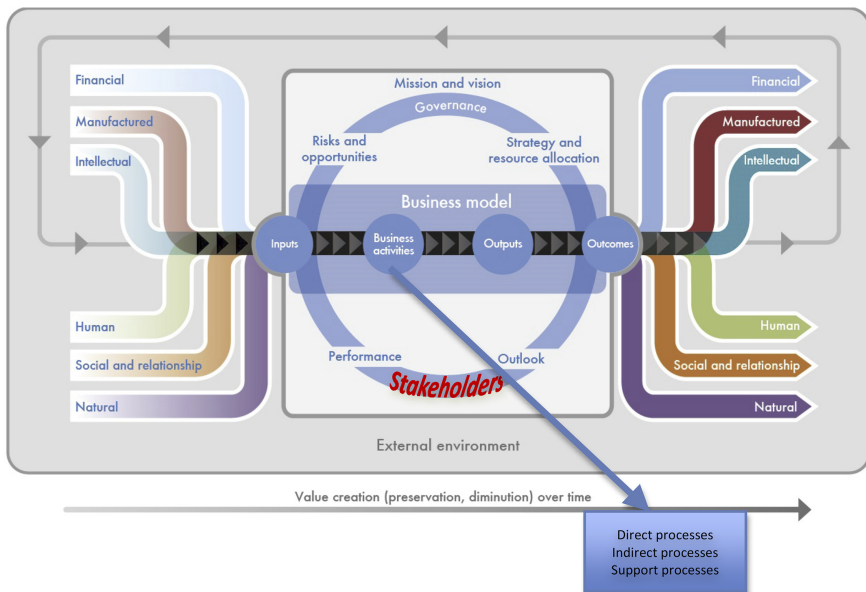 Financial
Manufactured
Intellectual
Human
Social and relationship
Natural
Mission and vision
Governance
Risks and
opportunities
Strategy and
resource allocation
Business model
Inputs
Business
activities
Outputs
Outcomes
Performance
Outlook
Stakeholders
Financial
Manufactured
Intellectual
Human
Social and relationship
Natural
External environment
Value creation (preservation, diminution) over time
Direct processes
Indirect processes
Support processes